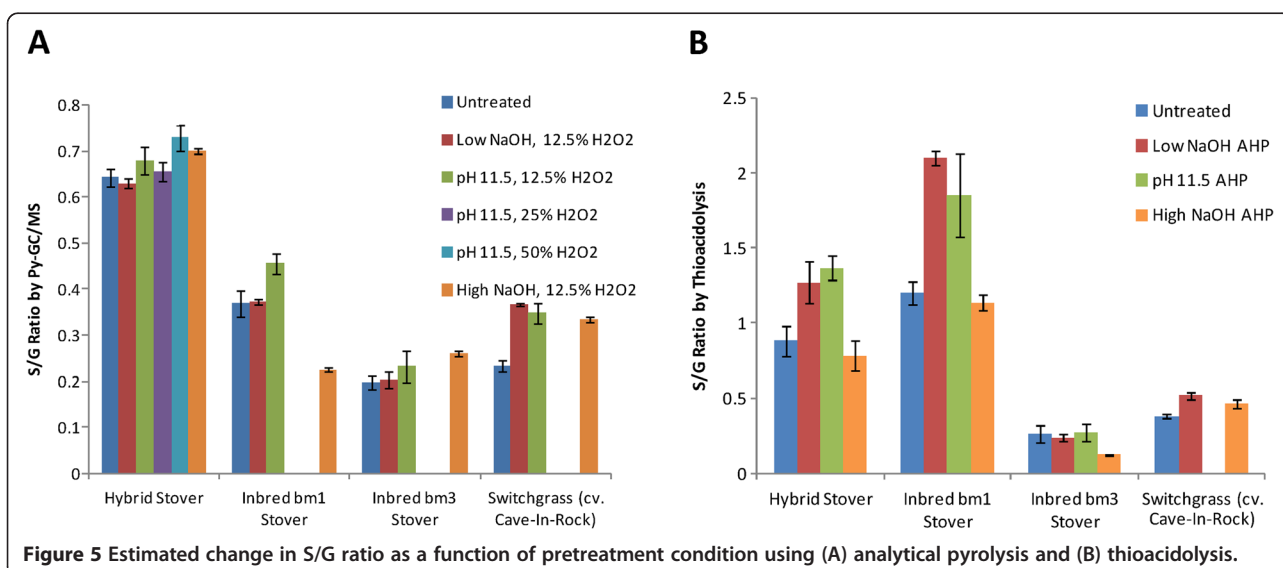 A
S/G Ratio by Py-GC/MS
0.8
0.7
0.6
0.5
0.4
0.3
0.2
0.1
0
Untreated
Low NaOH, 12.5% H2O2
pH 11.5, 12.5% H2O2
pH 11.5, 25% H2O2
pH 11.5, 50% H2O2
High NaOH, 12.5% H2O2
Hybrid Stover
Inbred bm1
Stover
Inbred bm3
Stover
Switchgrass (cv.
Cave-In-Rock)
B
S/G Ratio by Thioacidolysis
2.5
2
1.5
1
0.5
0
Untreated
Low NaOH AHP
pH 11.5 AHP
High NaOH AHP
Hybrid Stover
Inbred bm1
Stover
Inbred bm3
Stover
Switchgrass (cv.
Cave-In-Rock)
Figure 5 Estimated change in S/G ratio as a function of pretreatment condition using (A) analytical pyrolysis and (B) thioacidolysis.